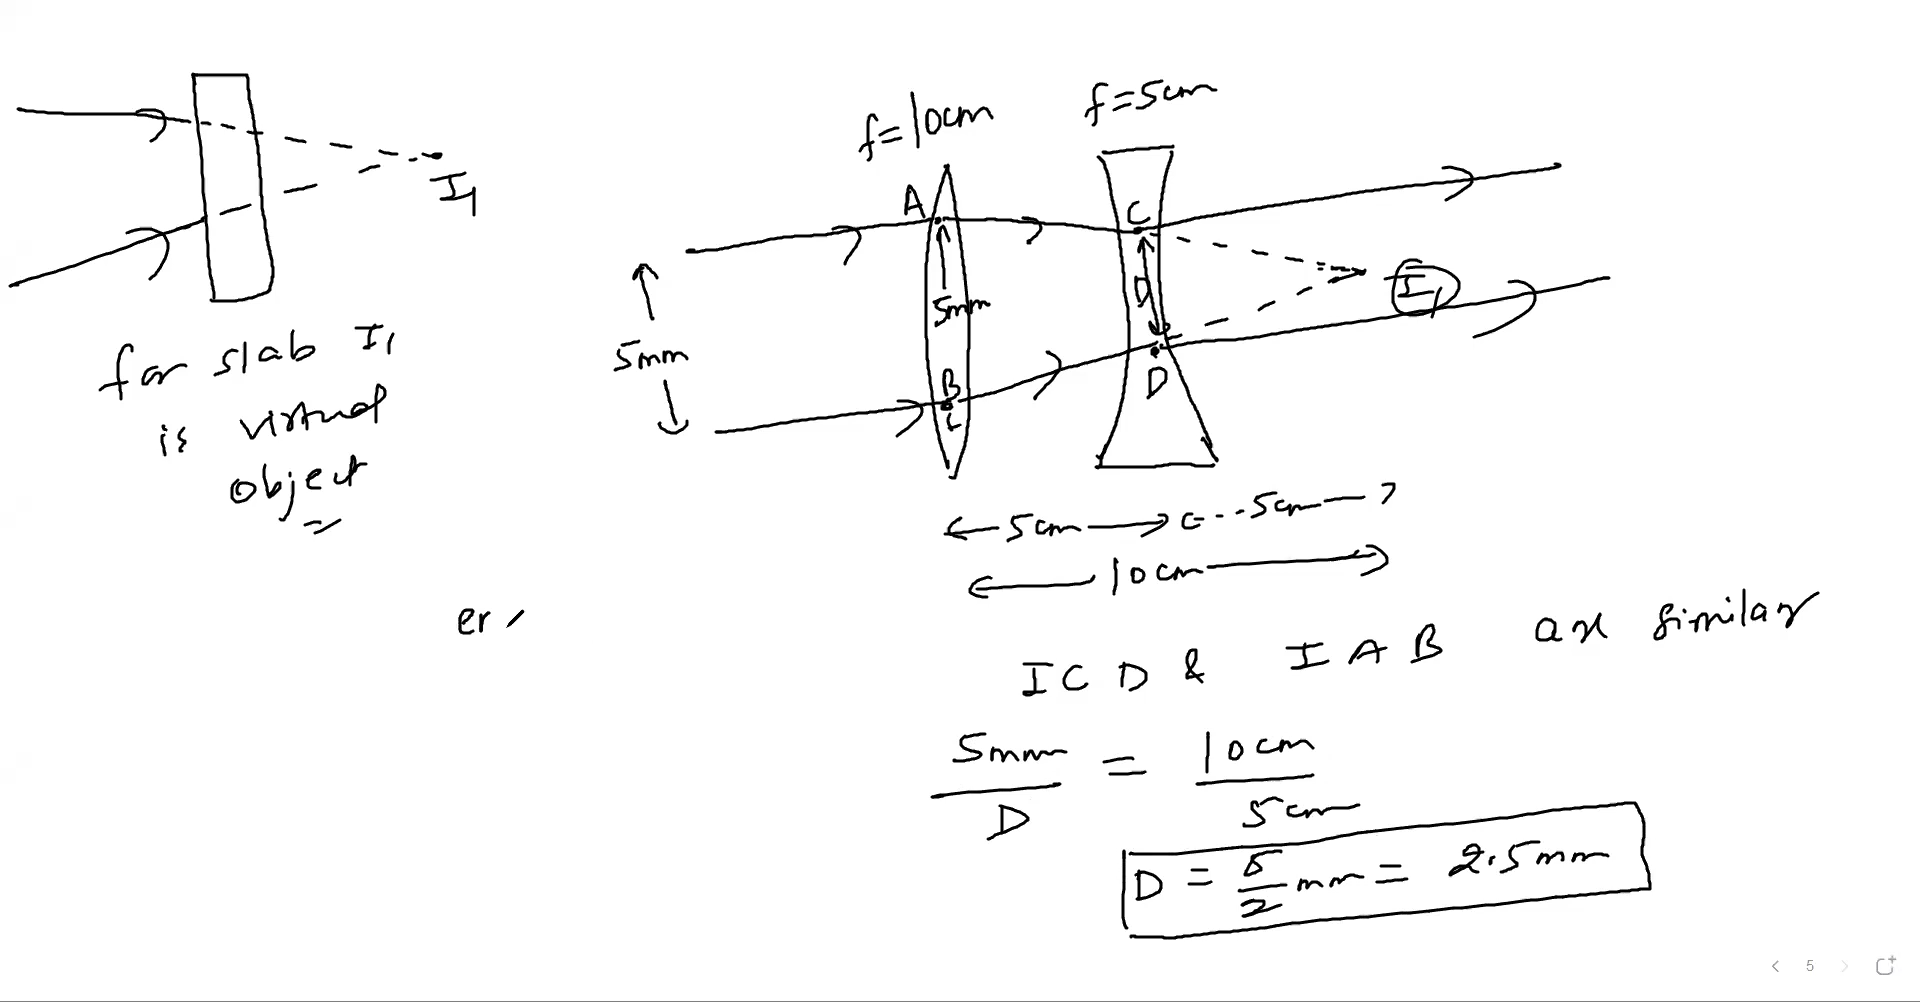 I₁
for slab I₁
is virtual
object
f=10cm
f=5cm
A
C
5mm
5mm
D
I₁
B
D
5cm
5cm
10cm
er
ICD & IAB are similar
5mm/D = 10cm/5cm
D = 5/2 mm = 2.5mm
5